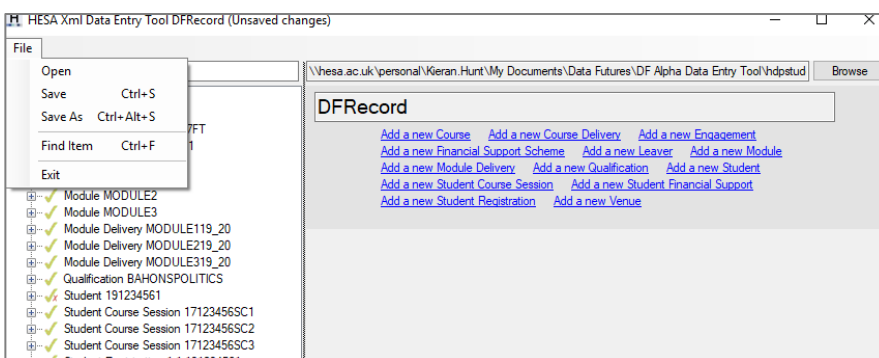 HESA Xml Data Entry Tool DFRecord (Unsaved changes)
File
\\hesa.ac.uk\personal\Kieran.Hunt\My Documents\Data Futures\DF Alpha Data Entry Tool\hdpstud Browse
Open
Save Ctrl+S
Save As Ctrl+Alt+S
Find Item Ctrl+F
Exit
7FT
1
Module MODULE2
Module MODULE3
Module Delivery MODULE119_20
Module Delivery MODULE219_20
Module Delivery MODULE319_20
Qualification BAHONSPOLITICS
Student 191234561
Student Course Session 17123456SC1
Student Course Session 17123456SC2
Student Course Session 17123456SC3
DFRecord
Add a new Course Add a new Course Delivery Add a new Engagement
Add a new Financial Support Scheme Add a new Leaver Add a new Module
Add a new Module Delivery Add a new Qualification Add a new Student
Add a new Student Course Session Add a new Student Financial Support
Add a new Student Registration Add a new Venue